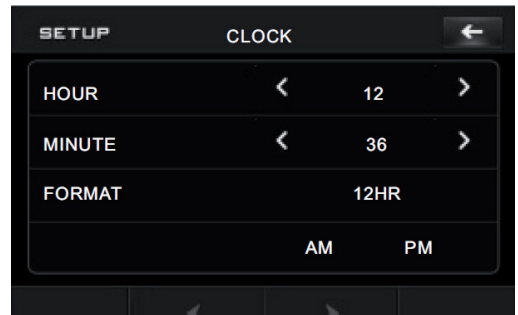 SETUP CLOCK
HOUR 12
MINUTE 36
FORMAT 12HR
AM PM